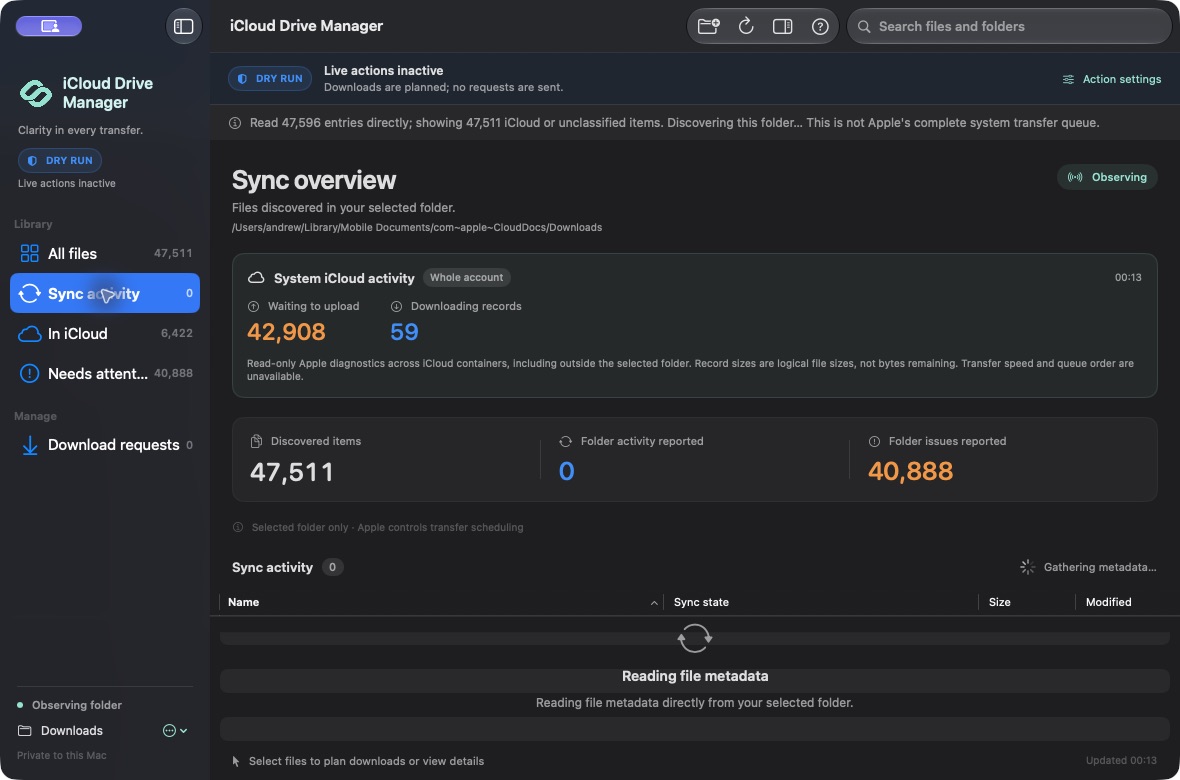 iCloud Drive Manager
Clarity in every transfer.
DRY RUN
Live actions inactive
Library
All files 47,511
Sync activity 0
In iCloud 6,422
Needs attent... 40,888
Manage
Download requests 0
Observing folder
Downloads
Private to this Mac
iCloud Drive Manager
Search files and folders
DRY RUN
Live actions inactive
Downloads are planned; no requests are sent.
Action settings
Read 47,596 entries directly; showing 47,511 iCloud or unclassified items. Discovering this folder... This is not Apple's complete system transfer queue.
Sync overview
Observing
Files discovered in your selected folder.
/Users/andrew/Library/Mobile Documents/com~apple~CloudDocs/Downloads
System iCloud activity Whole account 00:13
Waiting to upload Downloading records
42,908 59
Read-only Apple diagnostics across iCloud containers, including outside the selected folder. Record sizes are logical file sizes, not bytes remaining. Transfer speed and queue order are
unavailable.
Discovered items Folder activity reported Folder issues reported
47,511 0 40,888
Selected folder only · Apple controls transfer scheduling
Sync activity 0 Gathering metadata...
Name Sync state Size Modified
Reading file metadata
Reading file metadata directly from your selected folder.
Select files to plan downloads or view details Updated 00:13